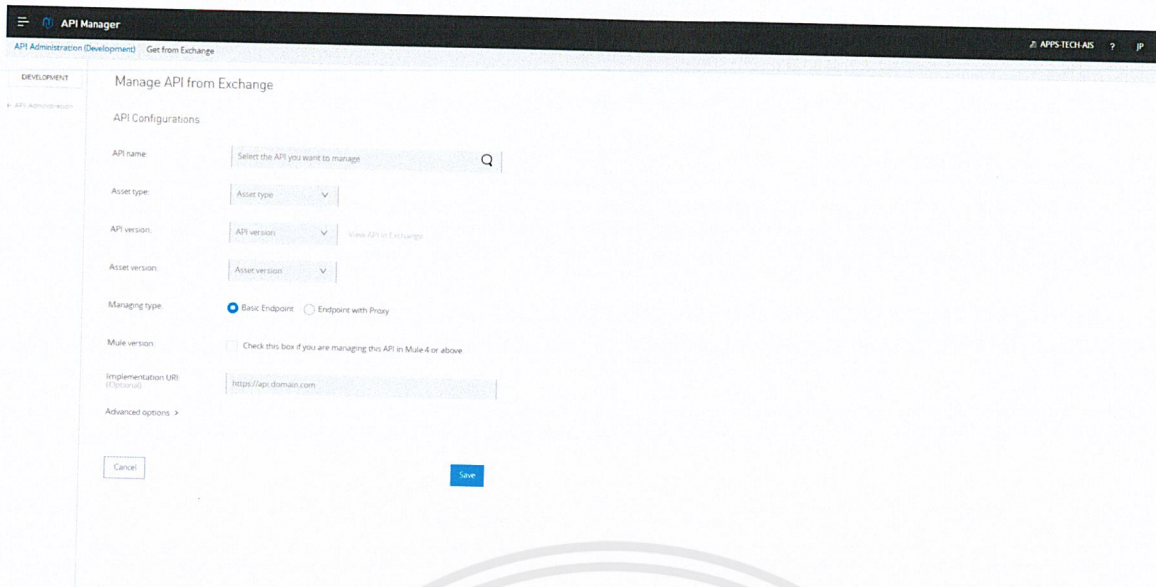 API Manager
API Administration (Development) Get from Exchange
APPS-TECH-AIS ? JP
DEVELOPMENT
API Administration
Manage API from Exchange
API Configurations
API name:
Select the API you want to manage
Asset type:
Asset type
API version:
API version
View API in Exchange
Asset version:
Asset version
Managing type:
Basic Endpoint
Endpoint with Proxy
Mule version:
Check this box if you are managing this API in Mule 4 or above
Implementation URI
(Optional)
https://api.domain.com
Advanced options >
Cancel
Save